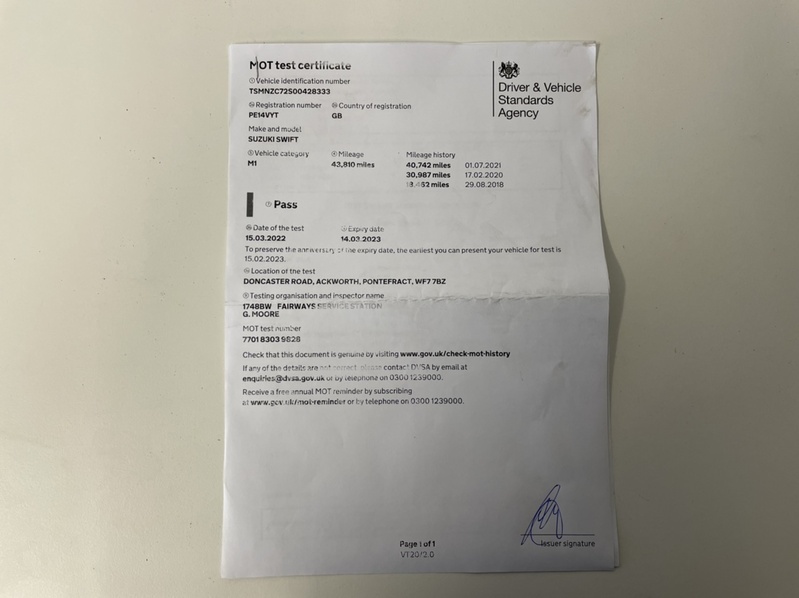 MOT test certificate
Driver & Vehicle
Standards
Agency
Vehicle identification number
TSMNZC72S00428333
Registration number Country of registration
PE14VYT GB
Make and model
SUZUKI SWIFT
Vehicle category Mileage Mileage history
M1 43,810 miles 40,742 miles 01.07.2021
30,987 miles 17.02.2020
miles 29.08.2018
Pass
Date of the test Expiry date
15.03.2022 14.03.2023
To preserve the anniversary of the expiry date, the earliest you can present your vehicle for test is
15.02.2023.
Location of the test
DONCASTER ROAD, ACKWORTH, PONTEFRACT, WF7 7BZ
Testing organisation and inspector name
1748BW FAIRWAYS SERVICE STATION
G. MOORE
MOT test number
7701 8303 9828
Check that this document is genuine by visiting www.gov.uk/check-mot-history
If any of the details are not correct, please contact DVSA by email at
enquiries@dvsa.gov.uk or by telephone on 0300 1239000.
Receive a free annual MOT reminder by subscribing
at www.gov.uk/mot-reminder or by telephone on 0300 1239000.
Issuer signature
Page 1 of 1
VT20/2.0